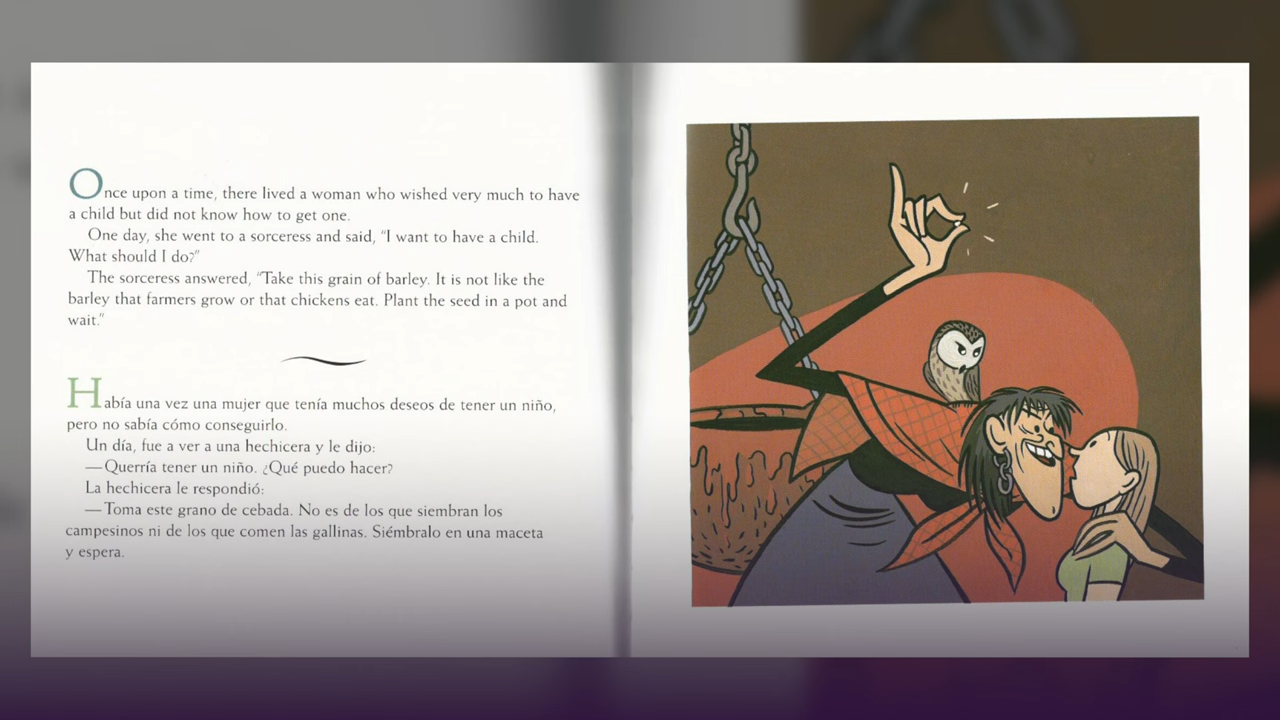 Once upon a time, there lived a woman who wished very much to have
a child but did not know how to get one.
One day, she went to a sorceress and said, “I want to have a child.
What should I do?”
The sorceress answered, “Take this grain of barley. It is not like the
barley that farmers grow or that chickens eat. Plant the seed in a pot and
wait.”
Había una vez una mujer que tenía muchos deseos de tener un niño,
pero no sabía cómo conseguirlo.
Un día, fue a ver a una hechicera y le dijo:
—Querría tener un niño. ¿Qué puedo hacer?
La hechicera le respondió:
—Toma este grano de cebada. No es de los que siembran los
campesinos ni de los que comen las gallinas. Siémbralo en una maceta
y espera.